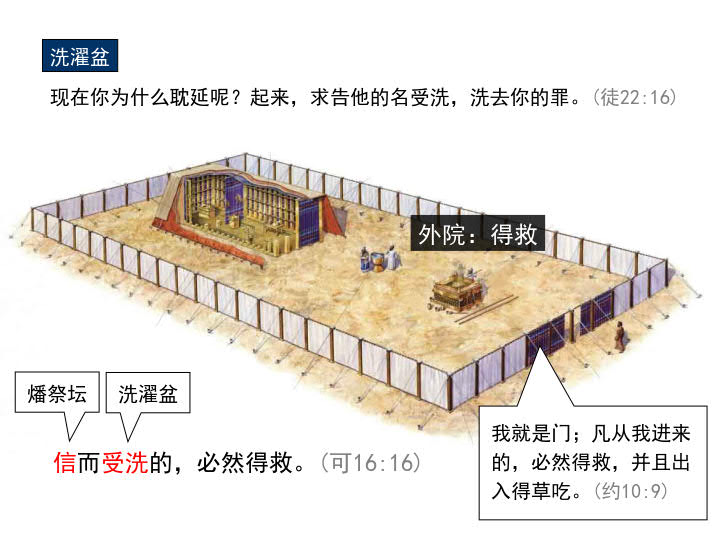 洗濯盆
现在你为什么耽延呢？起来，求告他的名受洗，洗去你的罪。(徒22:16)
外院：得救
燔祭坛
洗濯盆
信而受洗的，必然得救。(可16:16)
我就是门；凡从我进来
的，必然得救，并且出
入得草吃。(约10:9)